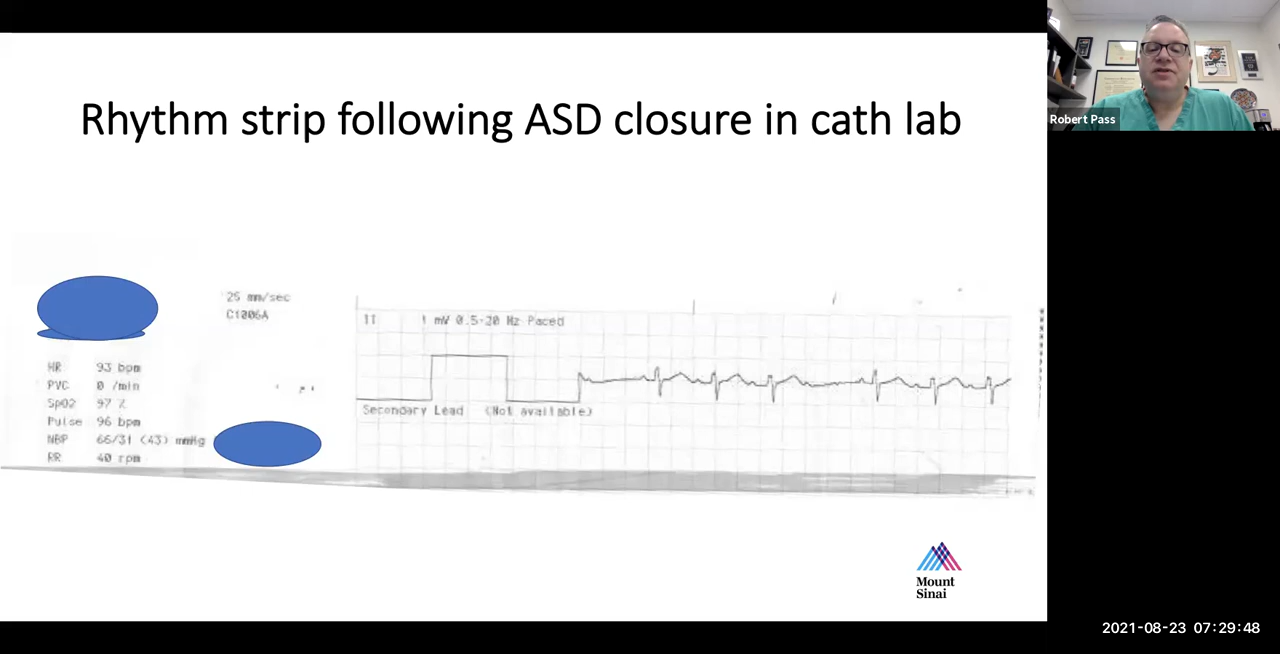 Rhythm strip following ASD closure in cath lab
Robert Pass
25 mm/sec
C1006A
HR 93 bpm
PVC 0 /min
SpO2 97 %
Pulse 96 bpm
NBP 66/31 (43) mmHg
RR 40 rpm
II 1 mV 0.5-20 Hz Paced
Secondary Lead (Not available)
Mount
Sinai
2021-08-23 07:29:48